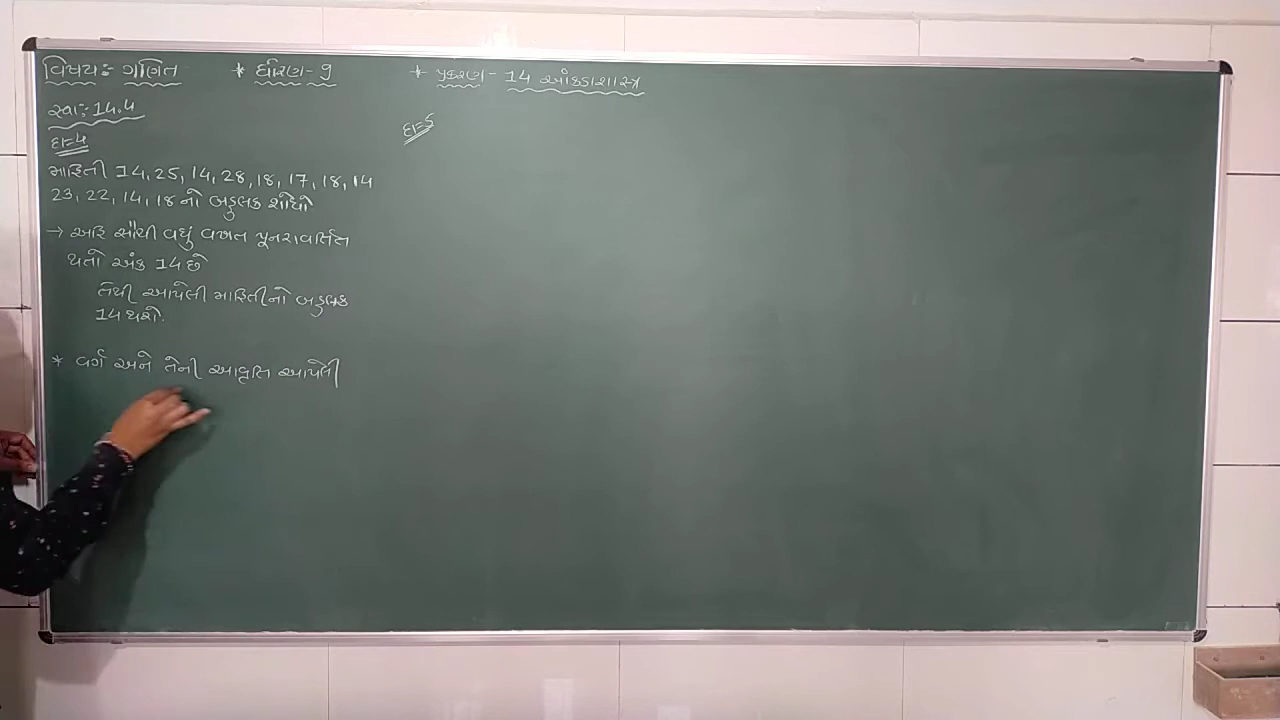 વિષય:- ગણિત * ધોરણ-9 * પ્રકરણ - 14 આંકડાશાસ્ત્ર
સ્વા:-14.4
દા=4
માહિતી 14, 25, 14, 28, 18, 17, 18, 14
23, 22, 14, 18 નો બહુલક શોધો
→ અહિ સૌથી વધું વખત પૂનરાવર્તિત
થતો અંક 14 છે
તેથી આપેલી માહિતીનો બહુલક
14 થશે.
* વર્ગ અને તેની આવૃત્તિ આપેલી
દા=5